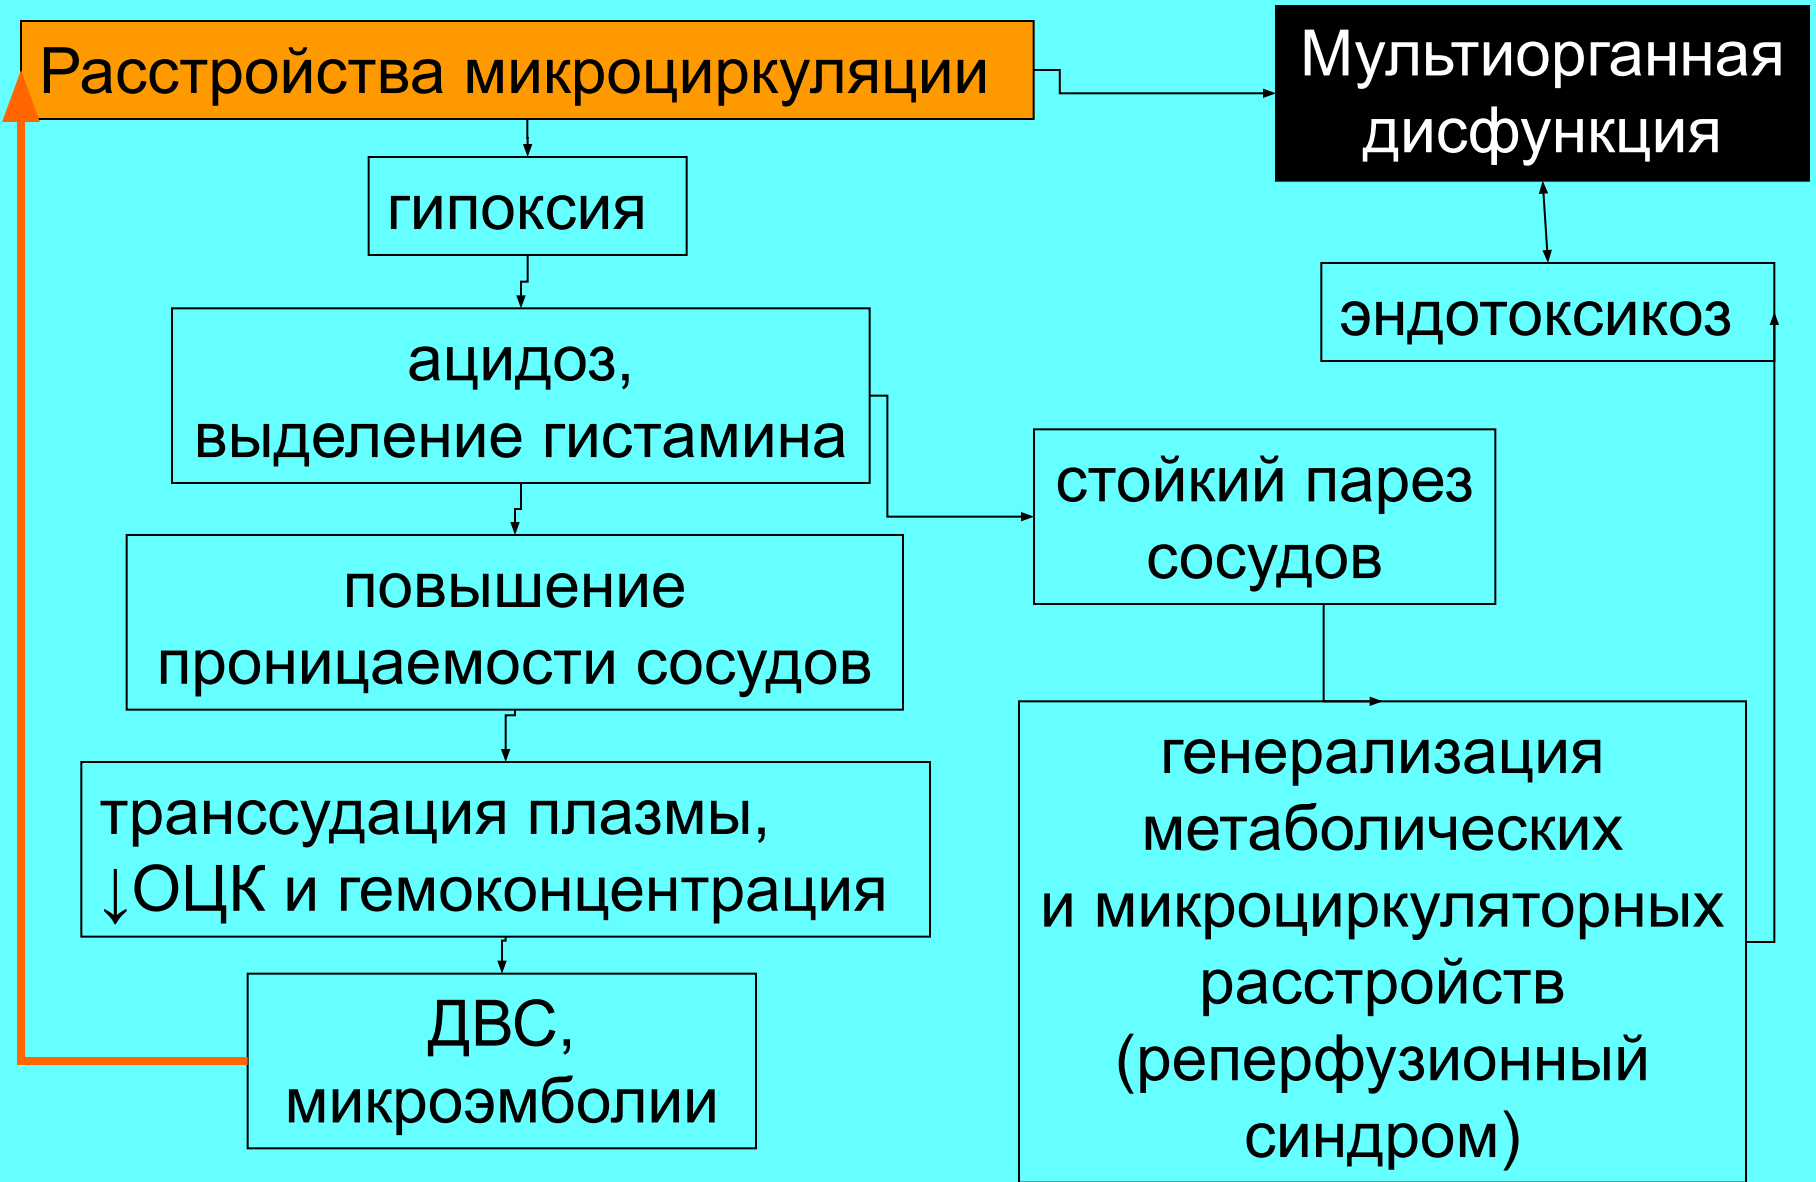 Расстройства микроциркуляции
Мультиорганная
дисфункция
гипоксия
эндотоксикоз
ацидоз,
выделение гистамина
стойкий парез
сосудов
повышение
проницаемости сосудов
транссудация плазмы,
↓ОЦК и гемоконцентрация
ДВС,
микроэмболии
генерализация
метаболических
и микроциркуляторных
расстройств
(реперфузионный
синдром)